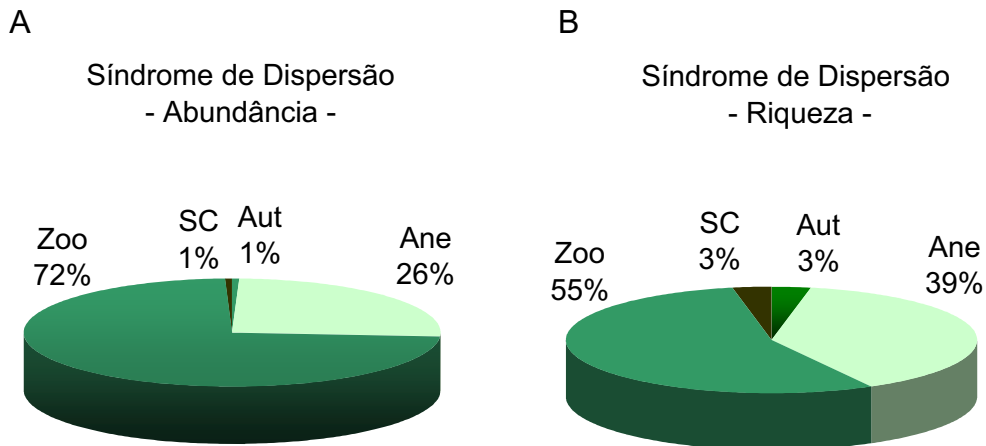 A
Síndrome de Dispersão
- Abundância -
Zoo
72%
SC
1%
Aut
1%
Ane
26%
B
Síndrome de Dispersão
- Riqueza -
Zoo
55%
SC
3%
Aut
3%
Ane
39%